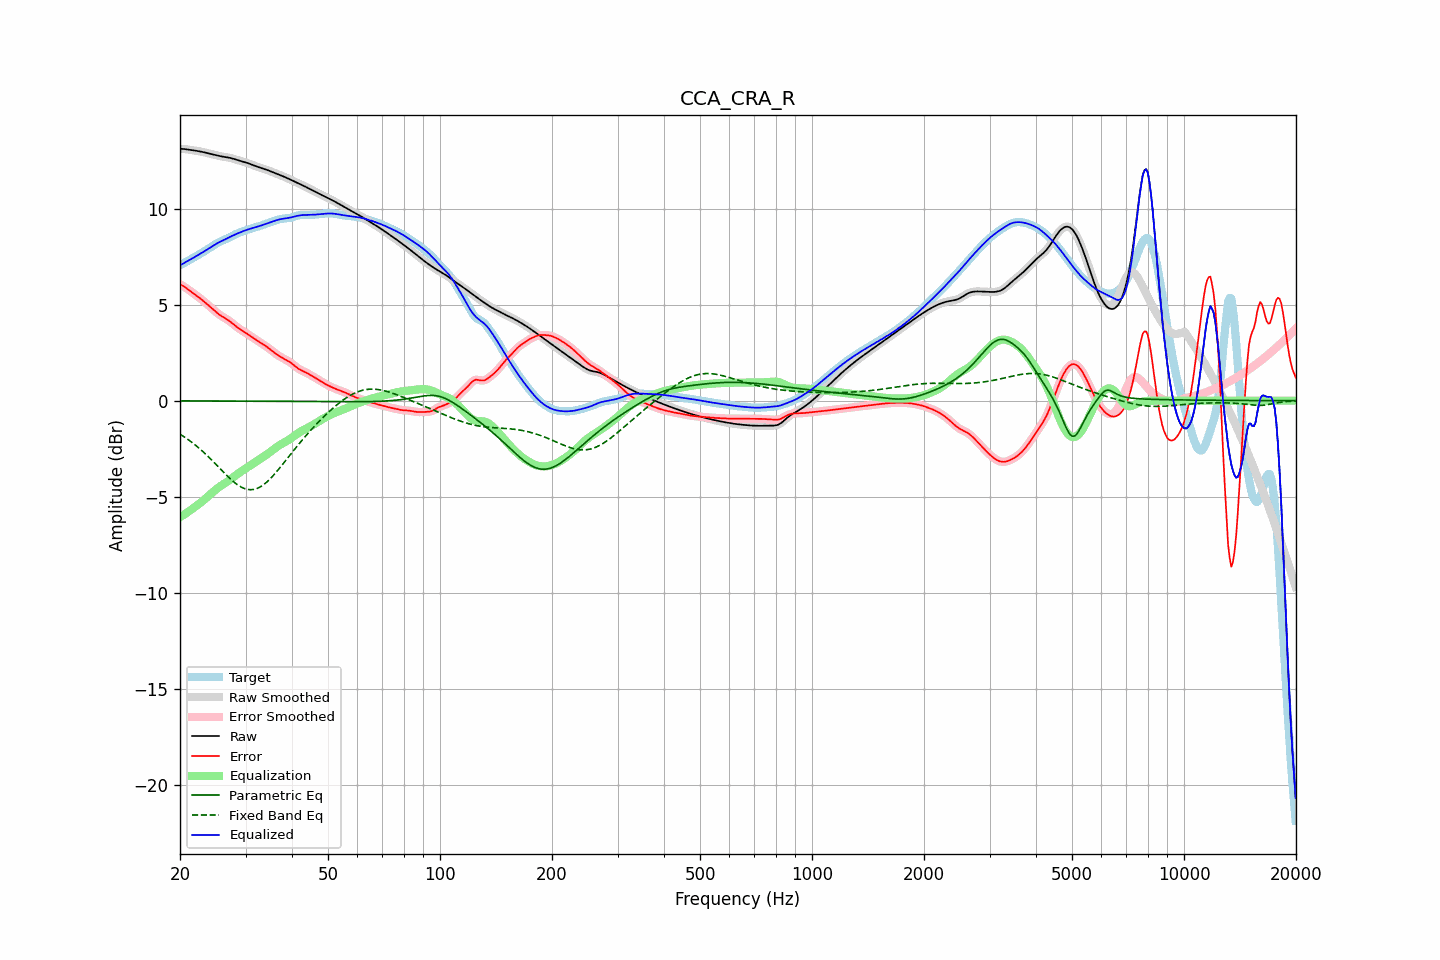 CCA_CRA_R
Amplitude (dBr)
10
5
0
−5
−10
−15
−20
Target
Raw Smoothed
Error Smoothed
Raw
Error
Equalization
Parametric Eq
Fixed Band Eq
Equalized
20 50 100 200 500 1000 2000 5000 10000 20000
Frequency (Hz)